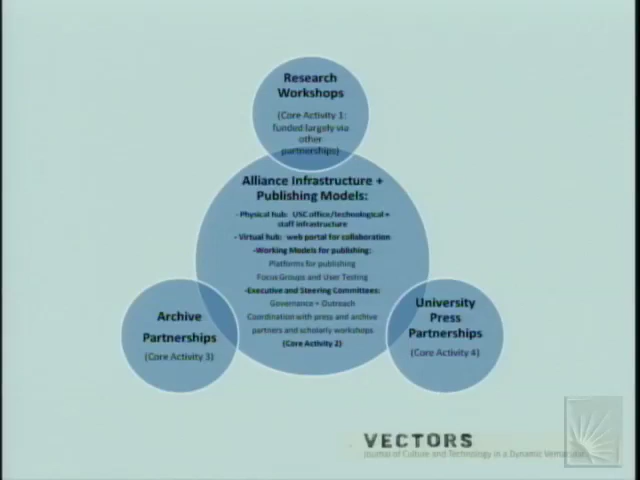 Research
Workshops
(Core Activity 1:
funded largely via
other
partnerships)
Alliance Infrastructure +
Publishing Models:
- Physical hub: USC office/technological +
staff infrastructure
- Virtual hub: web portal for collaboration
-Working Models for publishing:
Platforms for publishing
Focus Groups and User Testing
-Executive and Steering Committees:
Governance + Outreach
Coordination with press and archive
partners and scholarly workshops
(Core Activity 2)
Archive
Partnerships
(Core Activity 3)
University
Press
Partnerships
(Core Activity 4)
VECTORS
Journal of Culture and Technology in a Dynamic Vernacular